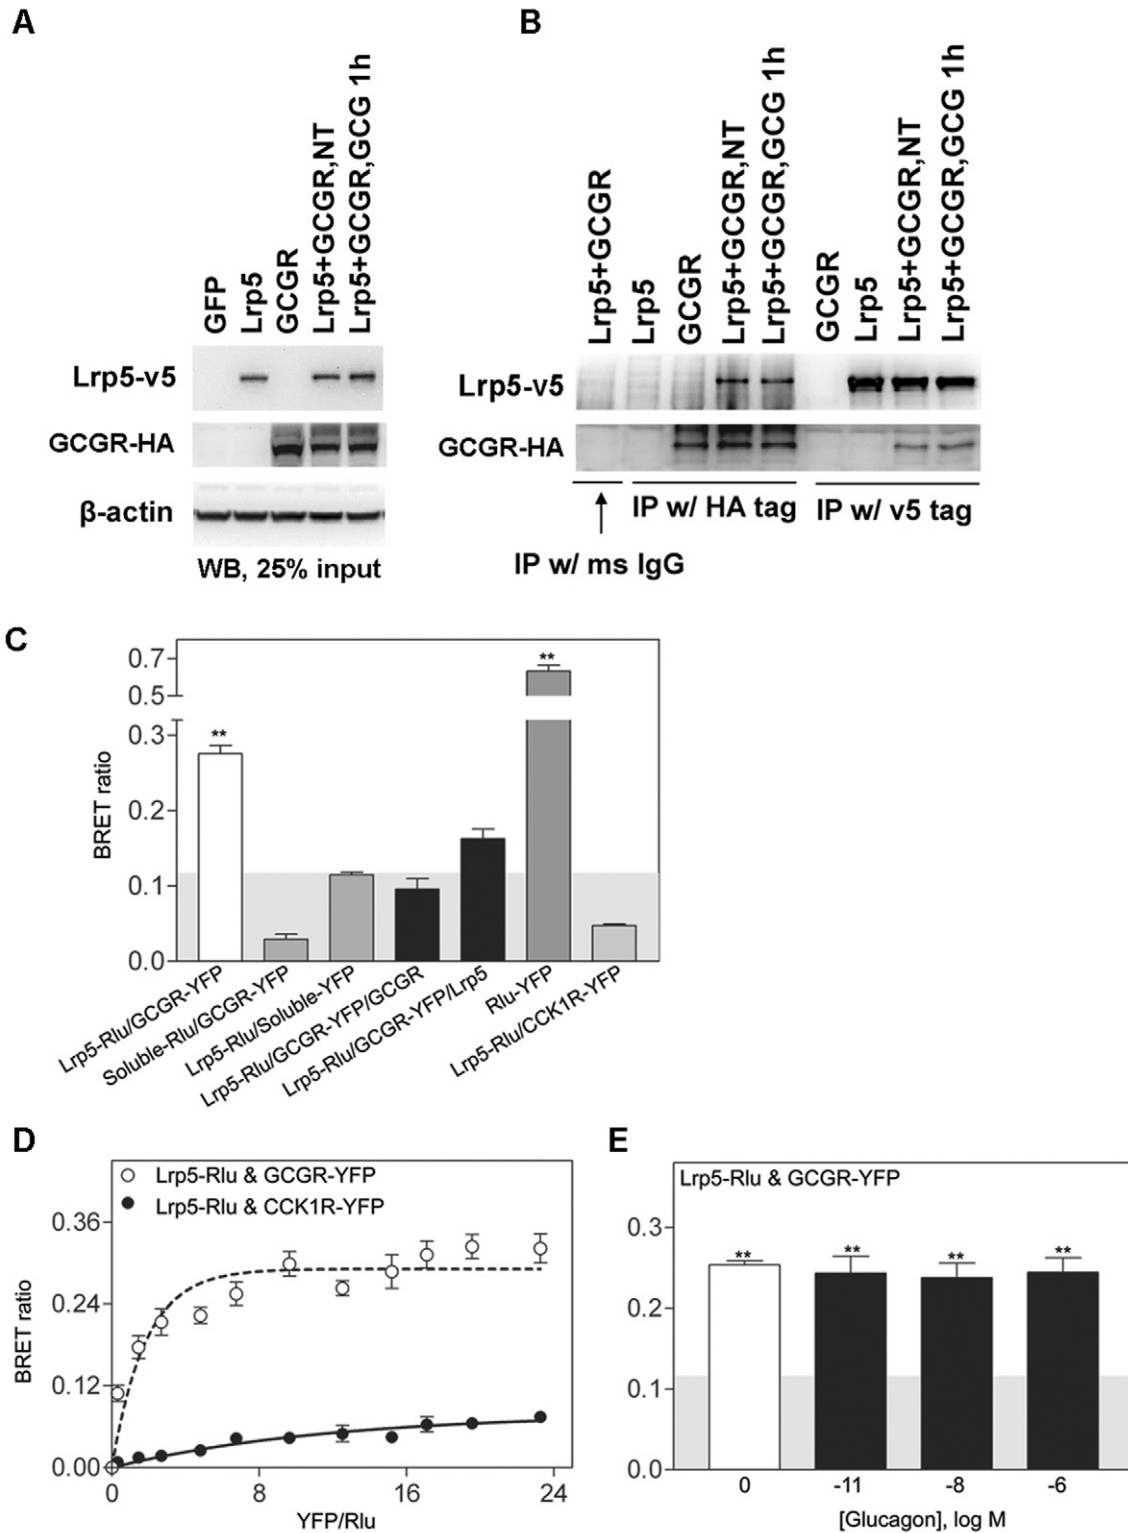 A
GFP
Lrp5
GCGR
Lrp5+GCGR,NT
Lrp5+GCGR,GCG 1h
Lrp5-v5
GCGR-HA
β-actin
WB, 25% input
B
Lrp5+GCGR
Lrp5
GCGR
Lrp5+GCGR,NT
Lrp5+GCGR,GCG 1h
GCGR
Lrp5
Lrp5+GCGR,NT
Lrp5+GCGR,GCG 1h
Lrp5-v5
GCGR-HA
IP w/ HA tag
IP w/ v5 tag
IP w/ ms IgG
C
BRET ratio
0.7
0.5
0.3
0.2
0.1
0.0
**
**
Lrp5-Rlu/GCGR-YFP
Soluble-Rlu/GCGR-YFP
Lrp5-Rlu/Soluble-YFP
Lrp5-Rlu/GCGR-YFP/GCGR
Lrp5-Rlu/GCGR-YFP/Lrp5
Rlu-YFP
Lrp5-Rlu/CCK1R-YFP
D
Lrp5-Rlu & GCGR-YFP
Lrp5-Rlu & CCK1R-YFP
BRET ratio
0.36
0.24
0.12
0.00
0 8 16 24
YFP/Rlu
E
Lrp5-Rlu & GCGR-YFP
0.3
0.2
0.1
0.0
** ** ** **
0 -11 -8 -6
[Glucagon], log M